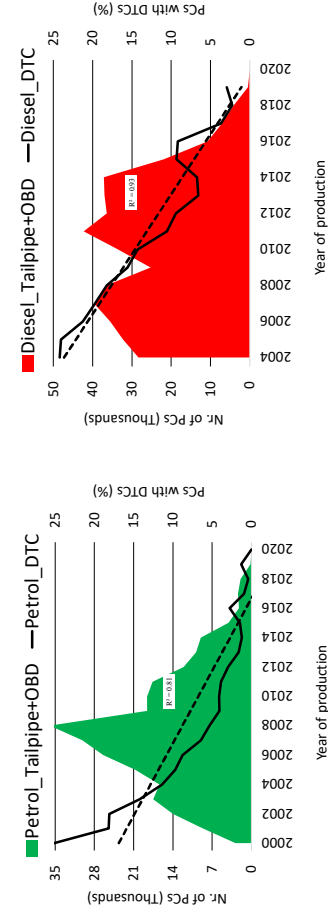 Petrol_Tailpipe+OBD Petrol_DTC
35 25
28 20
21 15
14 10
7 5
0 0
R² = 0.81
Nr. of PCs (Thousands)
PCs with DTCs (%)
2000 2002 2004 2006 2008 2010 2012 2014 2016 2018 2020
Year of production
Diesel_Tailpipe+OBD Diesel_DTC
50 25
40 20
30 15
20 10
10 5
0 0
R² = 0.93
Nr. of PCs (Thousands)
PCs with DTCs (%)
2004 2006 2008 2010 2012 2014 2016 2018 2020
Year of production